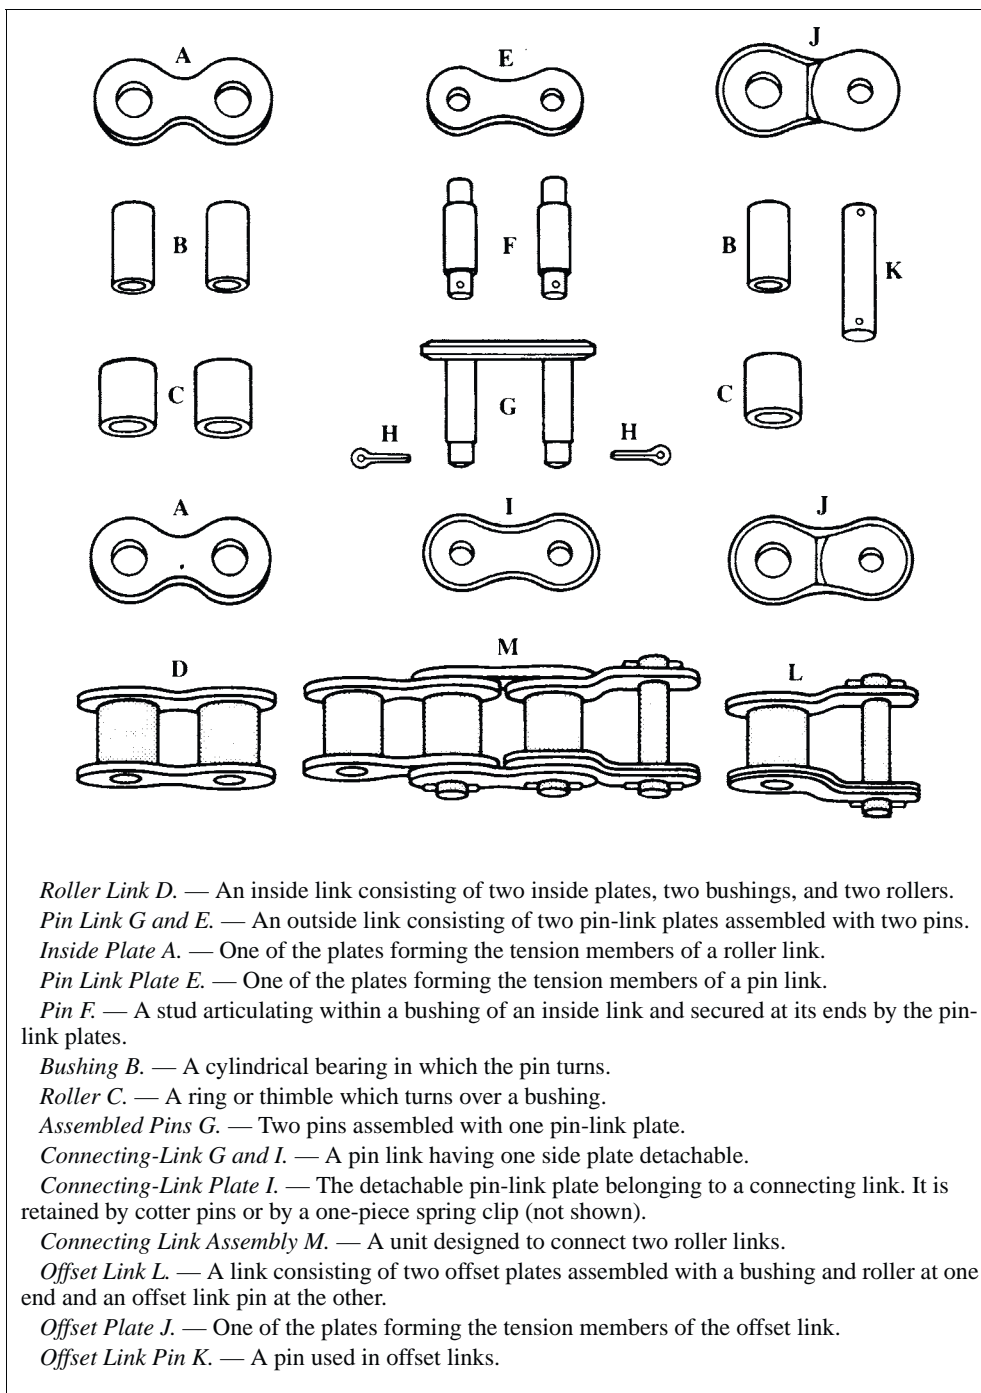 A E J
B F B K
C G C
H H
A I J
D M L
Roller Link D. — An inside link consisting of two inside plates, two bushings, and two rollers.
Pin Link G and E. — An outside link consisting of two pin-link plates assembled with two pins.
Inside Plate A. — One of the plates forming the tension members of a roller link.
Pin Link Plate E. — One of the plates forming the tension members of a pin link.
Pin F. — A stud articulating within a bushing of an inside link and secured at its ends by the pin-
link plates.
Bushing B. — A cylindrical bearing in which the pin turns.
Roller C. — A ring or thimble which turns over a bushing.
Assembled Pins G. — Two pins assembled with one pin-link plate.
Connecting-Link G and I. — A pin link having one side plate detachable.
Connecting-Link Plate I. — The detachable pin-link plate belonging to a connecting link. It is
retained by cotter pins or by a one-piece spring clip (not shown).
Connecting Link Assembly M. — A unit designed to connect two roller links.
Offset Link L. — A link consisting of two offset plates assembled with a bushing and roller at one
end and an offset link pin at the other.
Offset Plate J. — One of the plates forming the tension members of the offset link.
Offset Link Pin K. — A pin used in offset links.